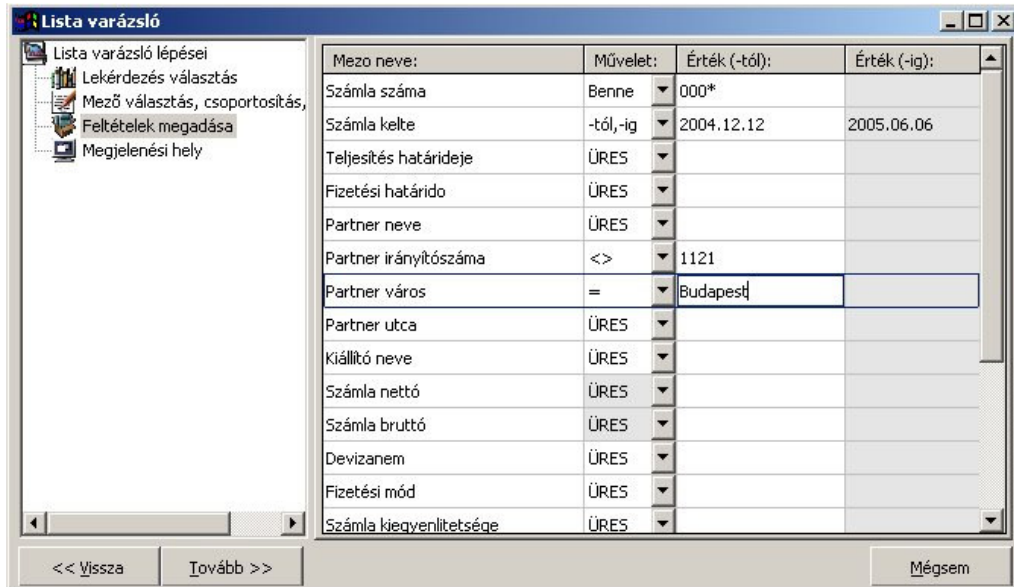 Lista varázsló
Lista varázsló lépései
Lekérdezés választás
Mező választás, csoportosítás,
Feltételek megadása
Megjelenési hely
Mezo neve: Művelet: Érték (-tól): Érték (-ig):
Számla száma Benne 000*
Számla kelte -tól,-ig 2004.12.12 2005.06.06
Teljesítés határideje ÜRES
Fizetési határido ÜRES
Partner neve ÜRES
Partner irányítószáma <> 1121
Partner város = Budapest
Partner utca ÜRES
Kiállító neve ÜRES
Számla nettó ÜRES
Számla bruttó ÜRES
Devizanem ÜRES
Fizetési mód ÜRES
Számla kiegyenlitetsége ÜRES
<< Vissza Tovább >> Mégsem